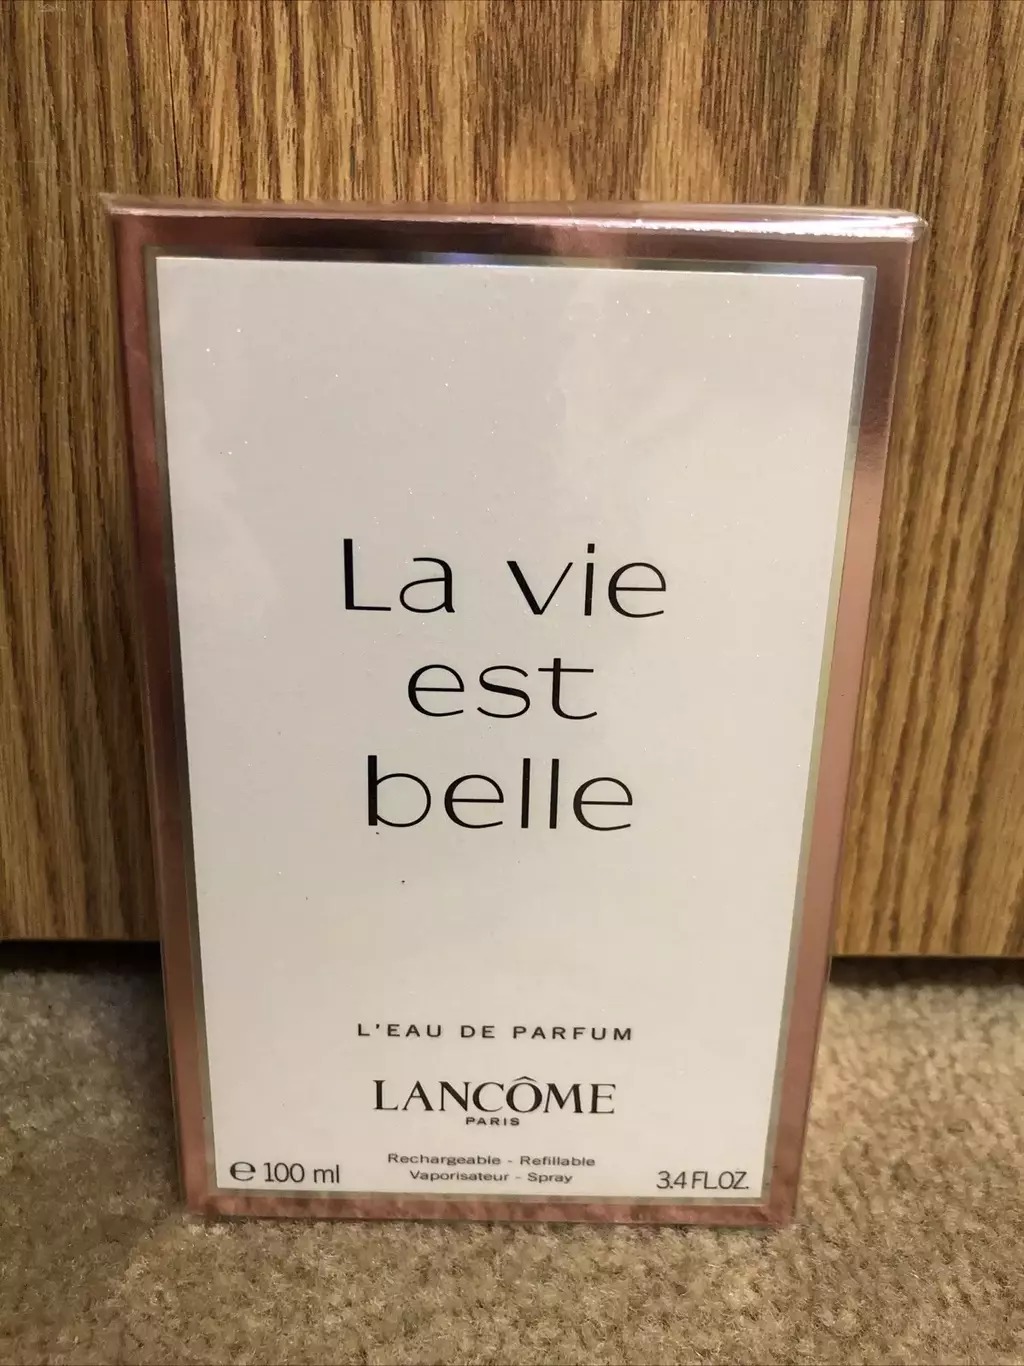 La vie
est
belle
L'EAU DE PARFUM
LANCÔME
PARIS
Rechargeable - Refillable
Vaporisateur - Spray
e 100 ml
3.4 FL.OZ.